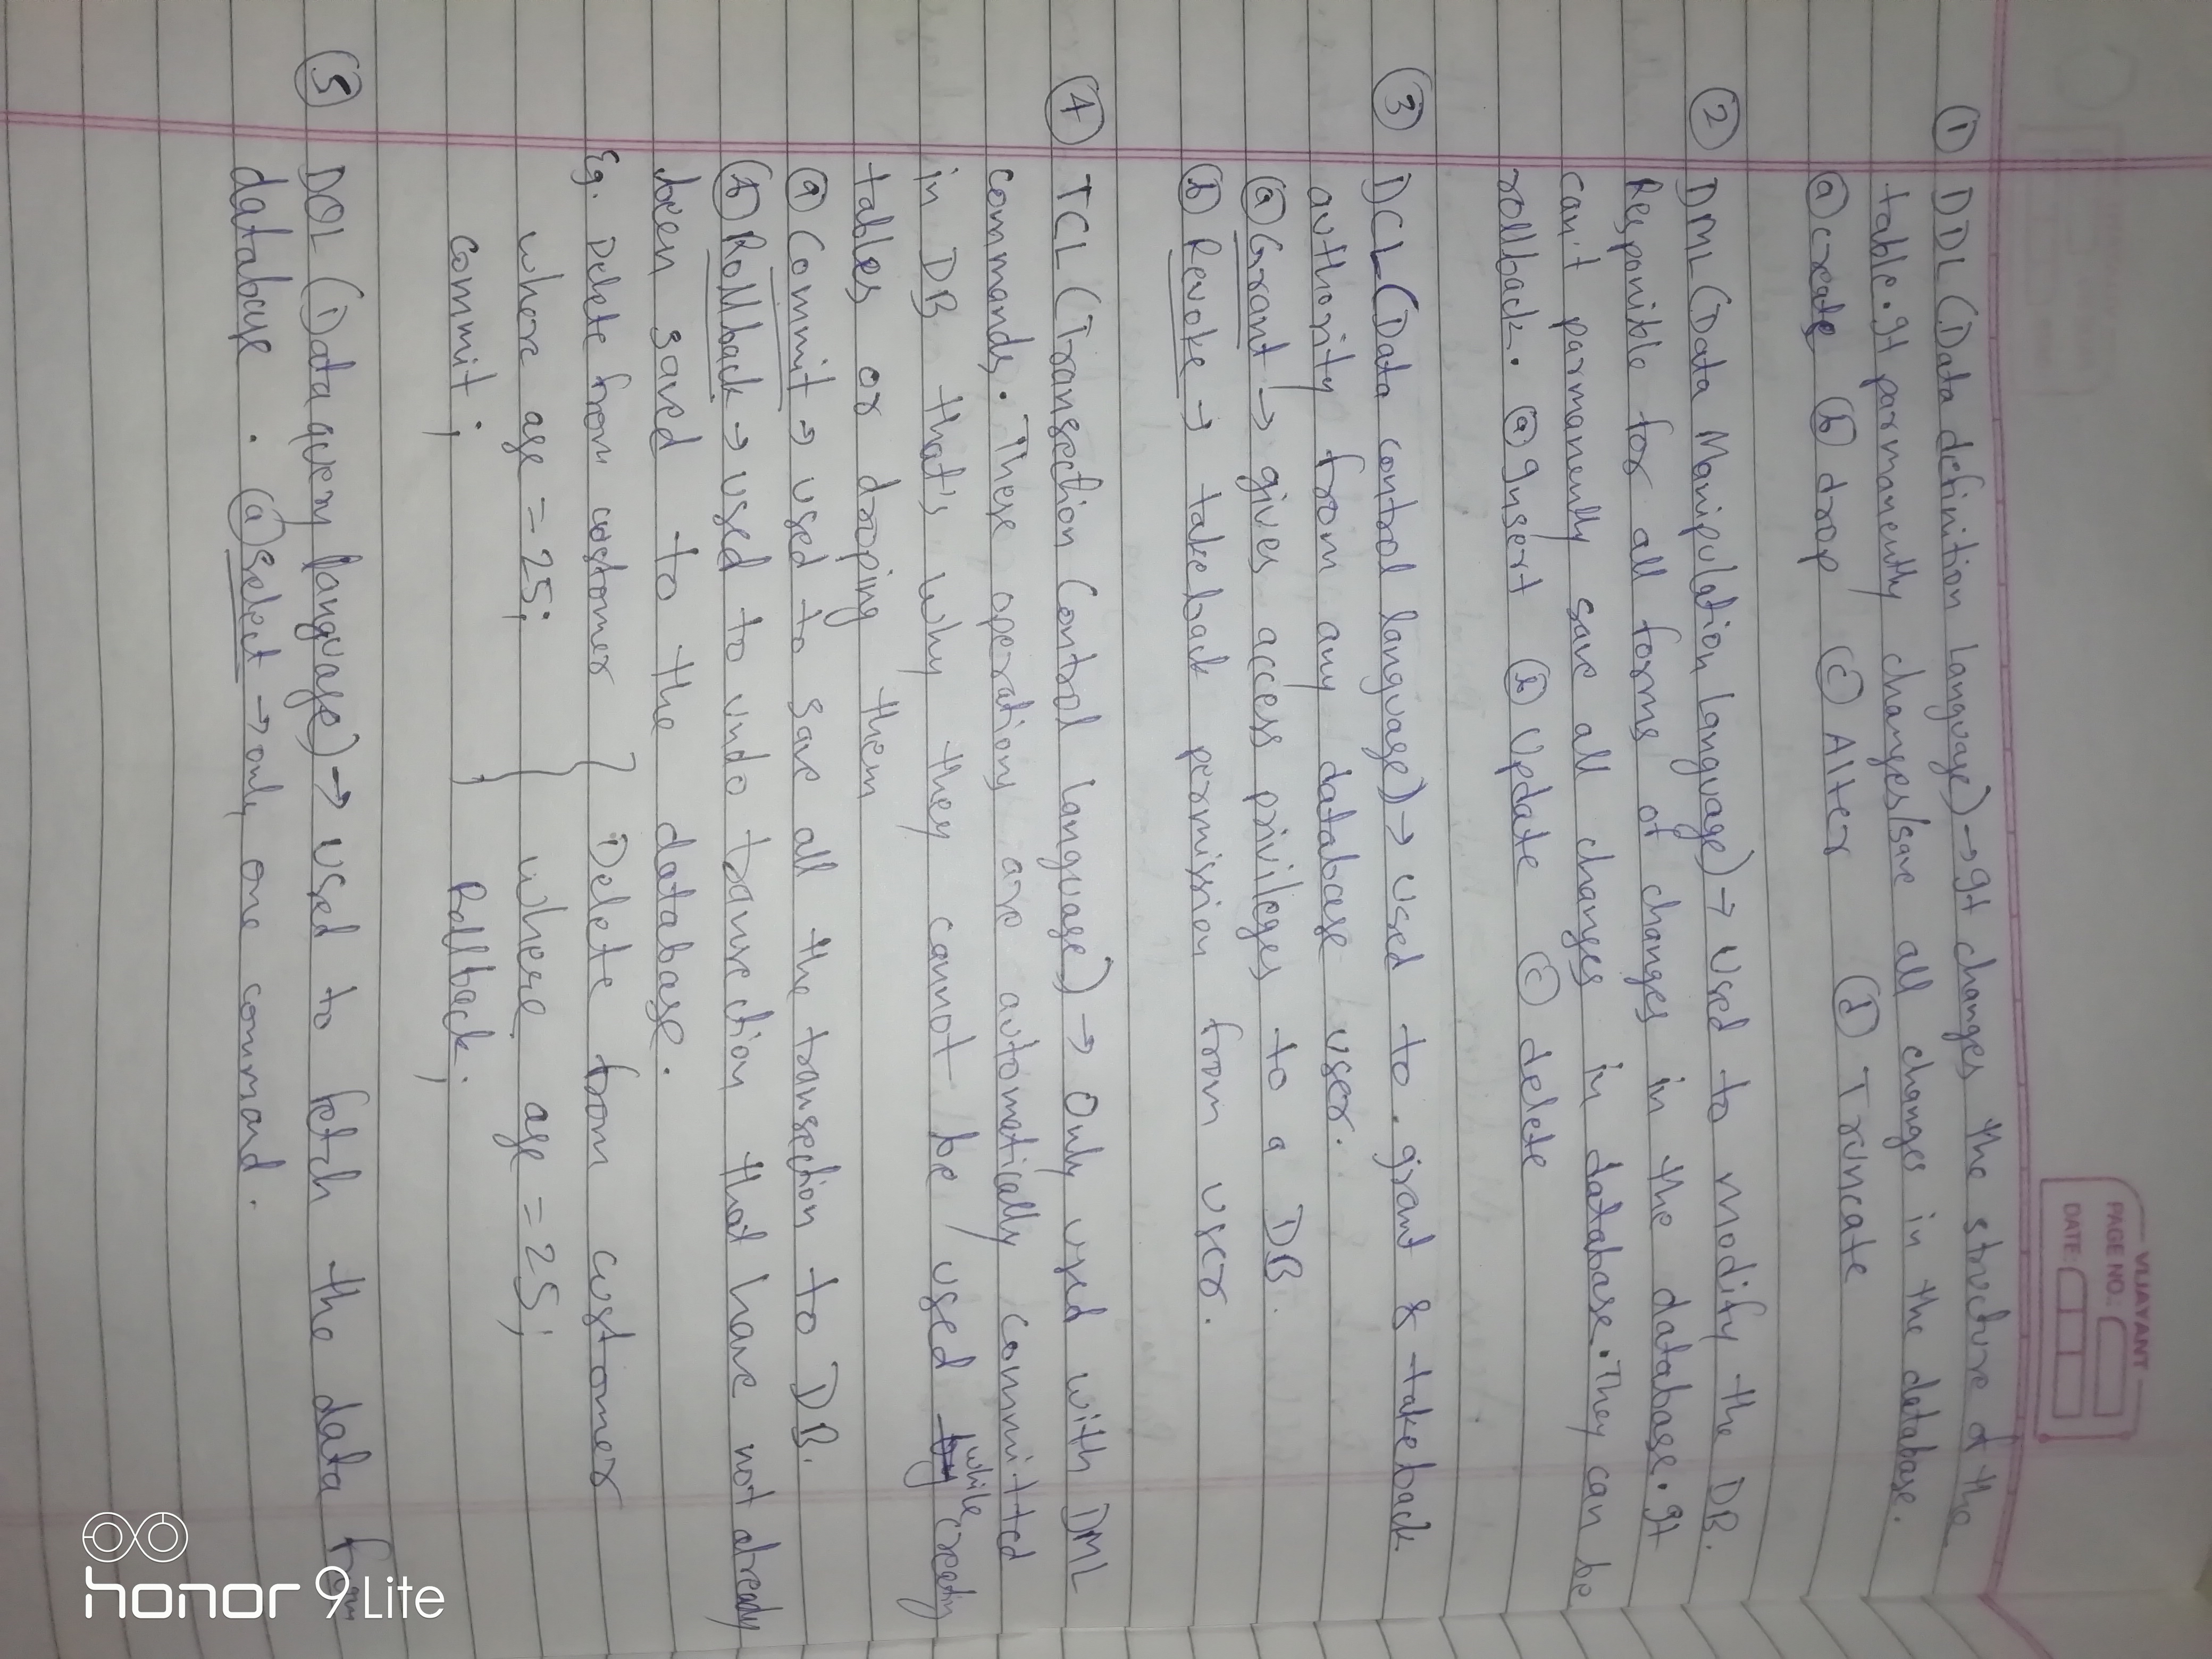 VIJAYANT
PAGE NO.:
DATE:
① DDL (Data definition Language) → It changes the structure of the
table. It parmanently changes/save all changes in the database.
ⓐ create ⓑ drop ⓒ Alter ⓓ Truncate
② DML (Data Manipulation Language) → Used to modify the DB.
Responible for all forms of changes in the database. It
can't parmanently save all changes in database. They can be
rollback. ⓐ Insert ⓑ Update ⓒ delete
③ DCL (Data control language) → used to grant & takeback
authority from any database user.
ⓐ Grant → gives access privileges to a DB.
ⓑ Revoke → takeback permission from user.
④ TCL (Transection Control Language) → Only used with DML
commands. These operations are automatically committed
in DB that's why they cannot be used by while creating
tables or droping them
ⓐ Commit → used to save all the transection to DB.
ⓑ Rollback → used to undo transection that have not already
been saved to the database.
Eg. Delete from customer } Delete from customer
where age = 25; where age = 25;
commit; Rollback;
⑤ DQL (Data query language) → used to fetch the data from
database. ⓐ select → only one command.
honor 9 Lite